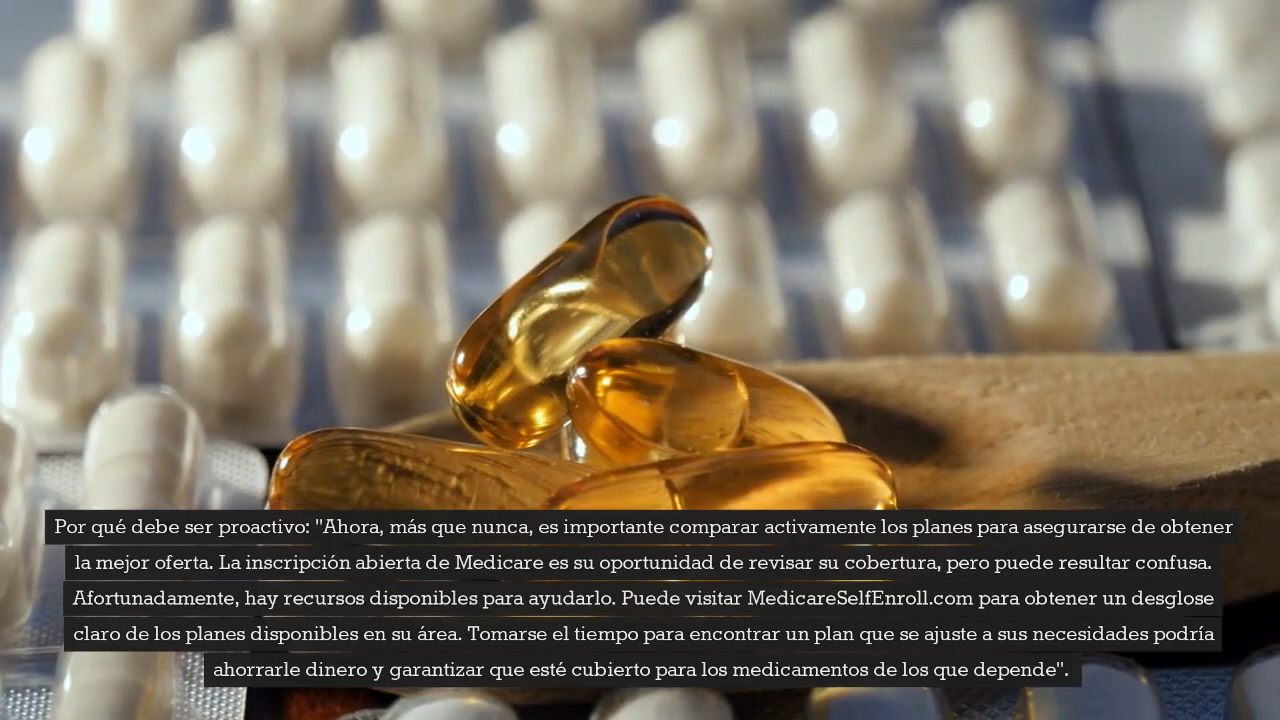 Por qué debe ser proactivo: "Ahora, más que nunca, es importante comparar activamente los planes para asegurarse de obtener
la mejor oferta. La inscripción abierta de Medicare es su oportunidad de revisar su cobertura, pero puede resultar confusa.
Afortunadamente, hay recursos disponibles para ayudarlo. Puede visitar MedicareSelfEnroll.com para obtener un desglose
claro de los planes disponibles en su área. Tomarse el tiempo para encontrar un plan que se ajuste a sus necesidades podría
ahorrarle dinero y garantizar que esté cubierto para los medicamentos de los que depende".